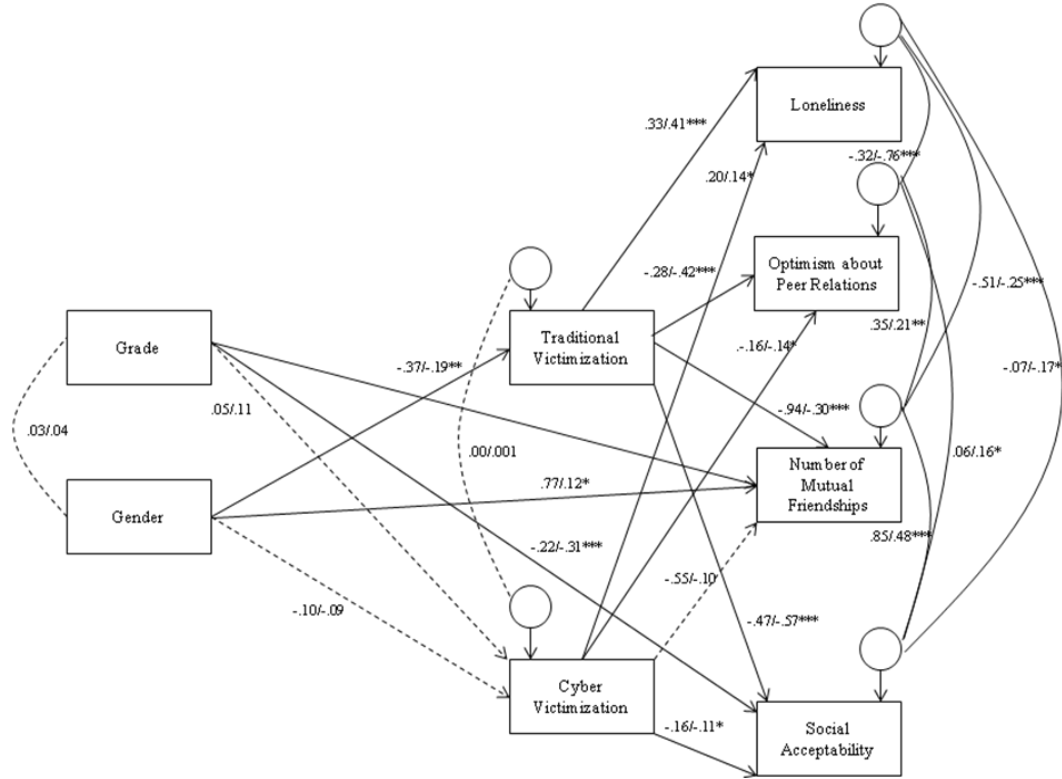 Loneliness
.33/.41***
-.32/-.76***
.20/.14*
Optimism about
Peer Relations
-.28/-.42***
-.51/-.25***
.35/.21**
Grade
Traditional
Victimization
-.37/-.19**
.-.16/-.14*
-.07/-.17*
.05/.11
-.94/-.30***
.03/.04
.00/.001
.06/.16*
Number of
Mutual
Friendships
.77/.12*
Gender
.85/.48***
-.22/-.31***
-.55/-.10
-.10/-.09
-.47/-.57***
Cyber
Victimization
-.16/-.11*
Social
Acceptability